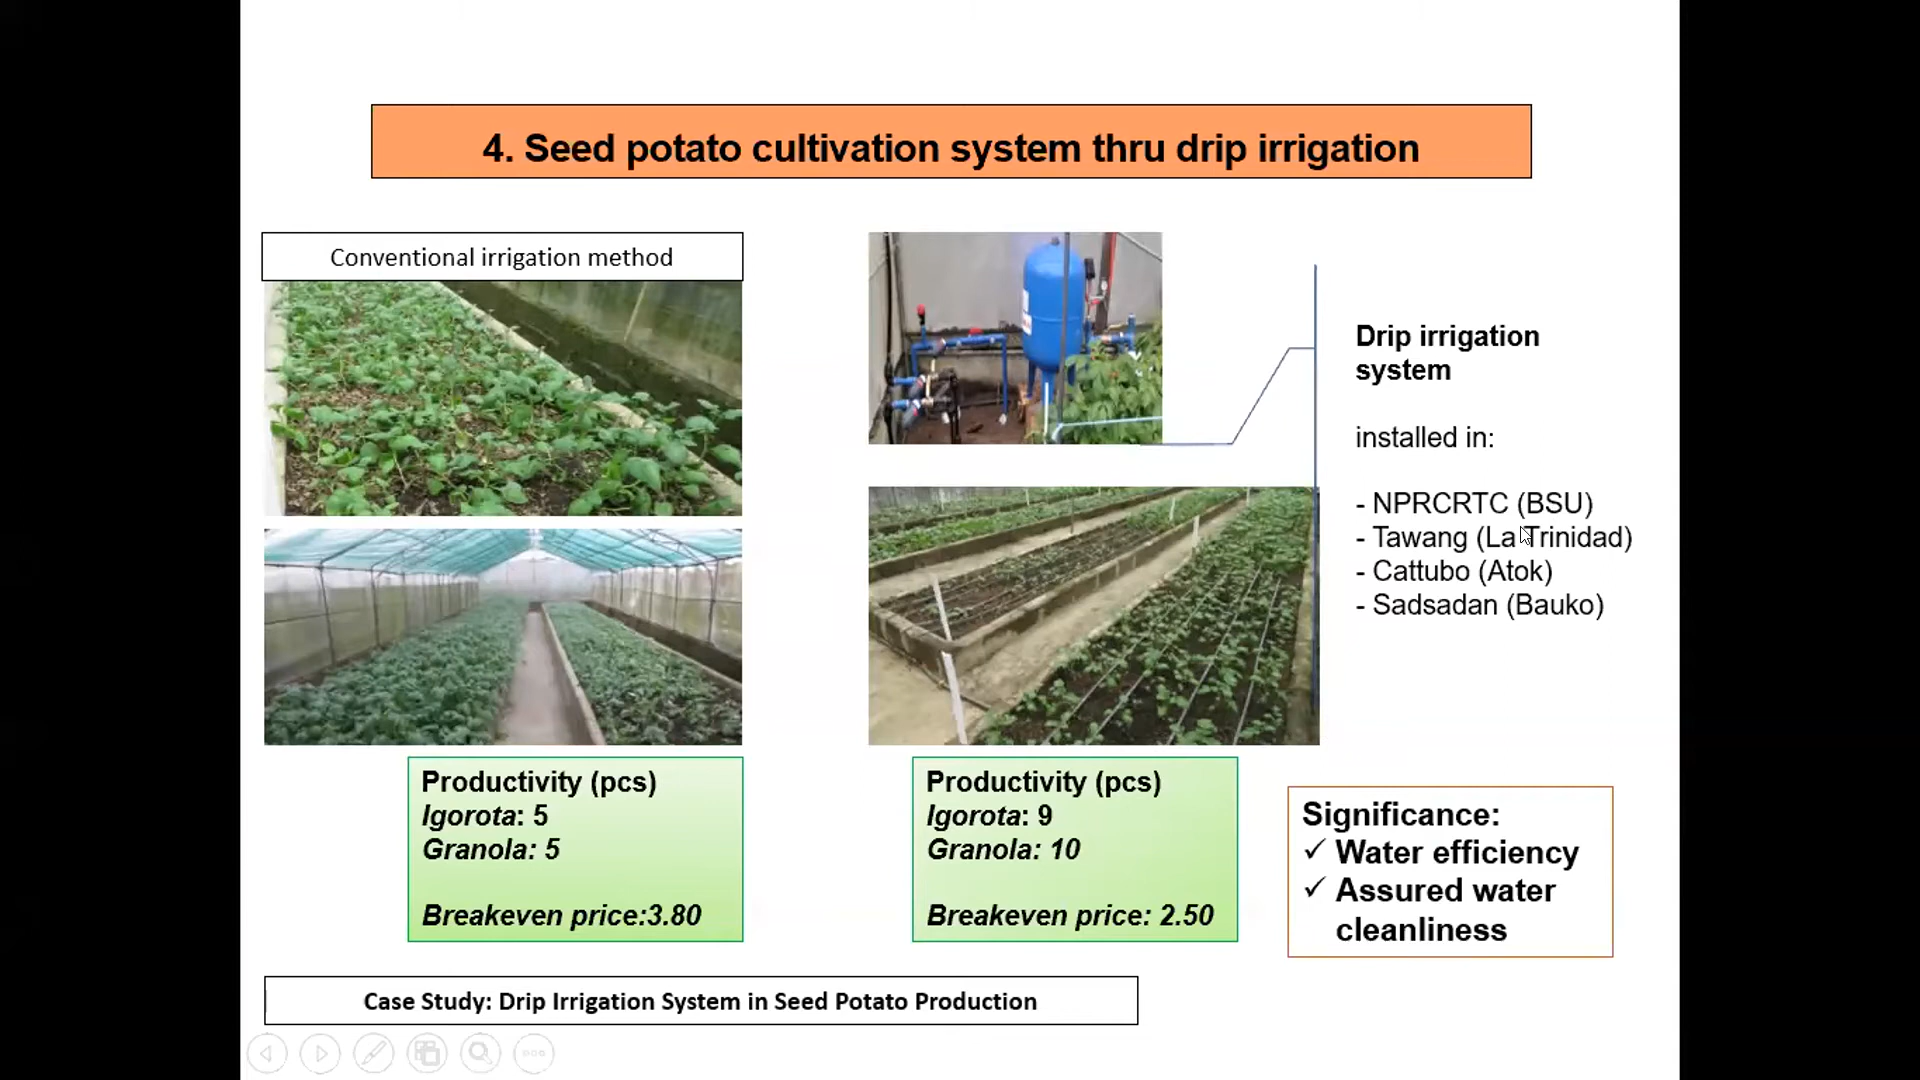 4. Seed potato cultivation system thru drip irrigation
Conventional irrigation method
Drip irrigation
system
installed in:
- NPRCRTC (BSU)
- Tawang (La Trinidad)
- Cattubo (Atok)
- Sadsadan (Bauko)
Productivity (pcs)
Igorota: 5
Granola: 5
Breakeven price:3.80
Productivity (pcs)
Igorota: 9
Granola: 10
Breakeven price: 2.50
Significance:
✓ Water efficiency
✓ Assured water
cleanliness
Case Study: Drip Irrigation System in Seed Potato Production